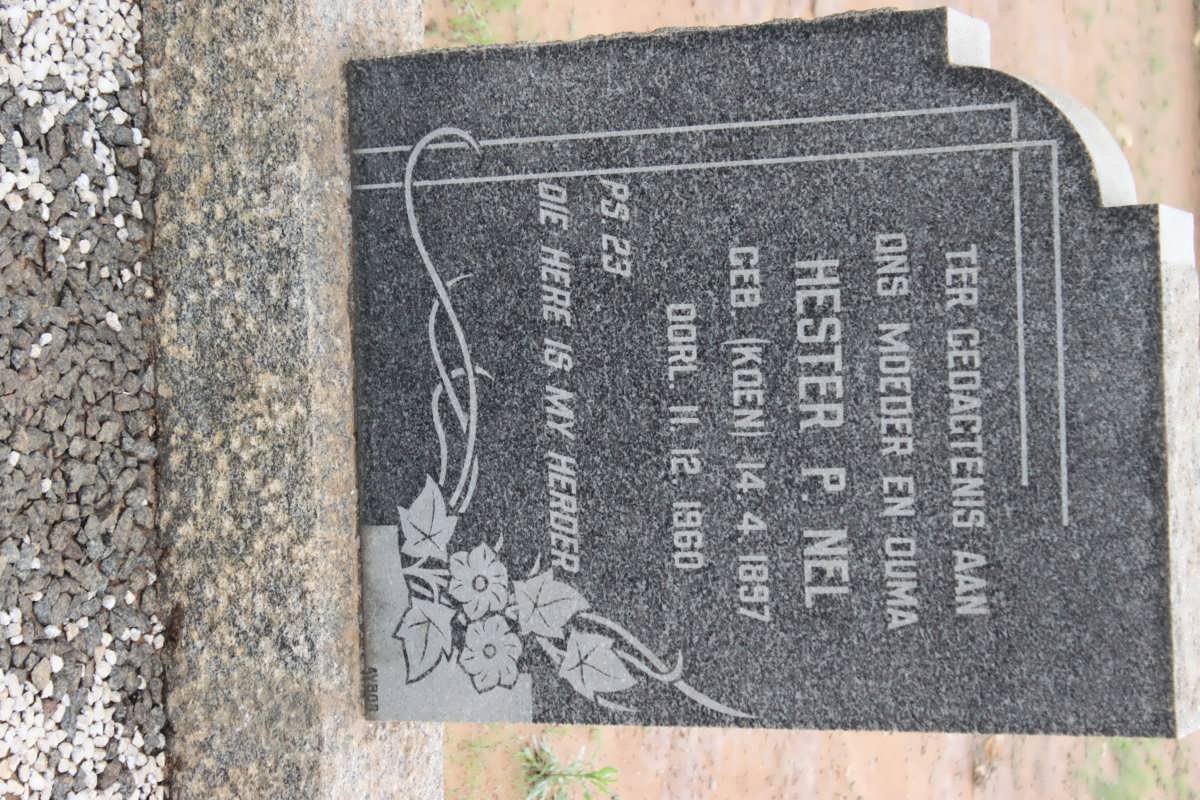 TER GEDAGTENIS AAN
ONS MOEDER EN OUMA
HESTER P. NEL
GEB. (KOEN) 14. 4. 1897
OORL. 11. 12. 1960
PS 23
DIE HERE IS MY HERDER